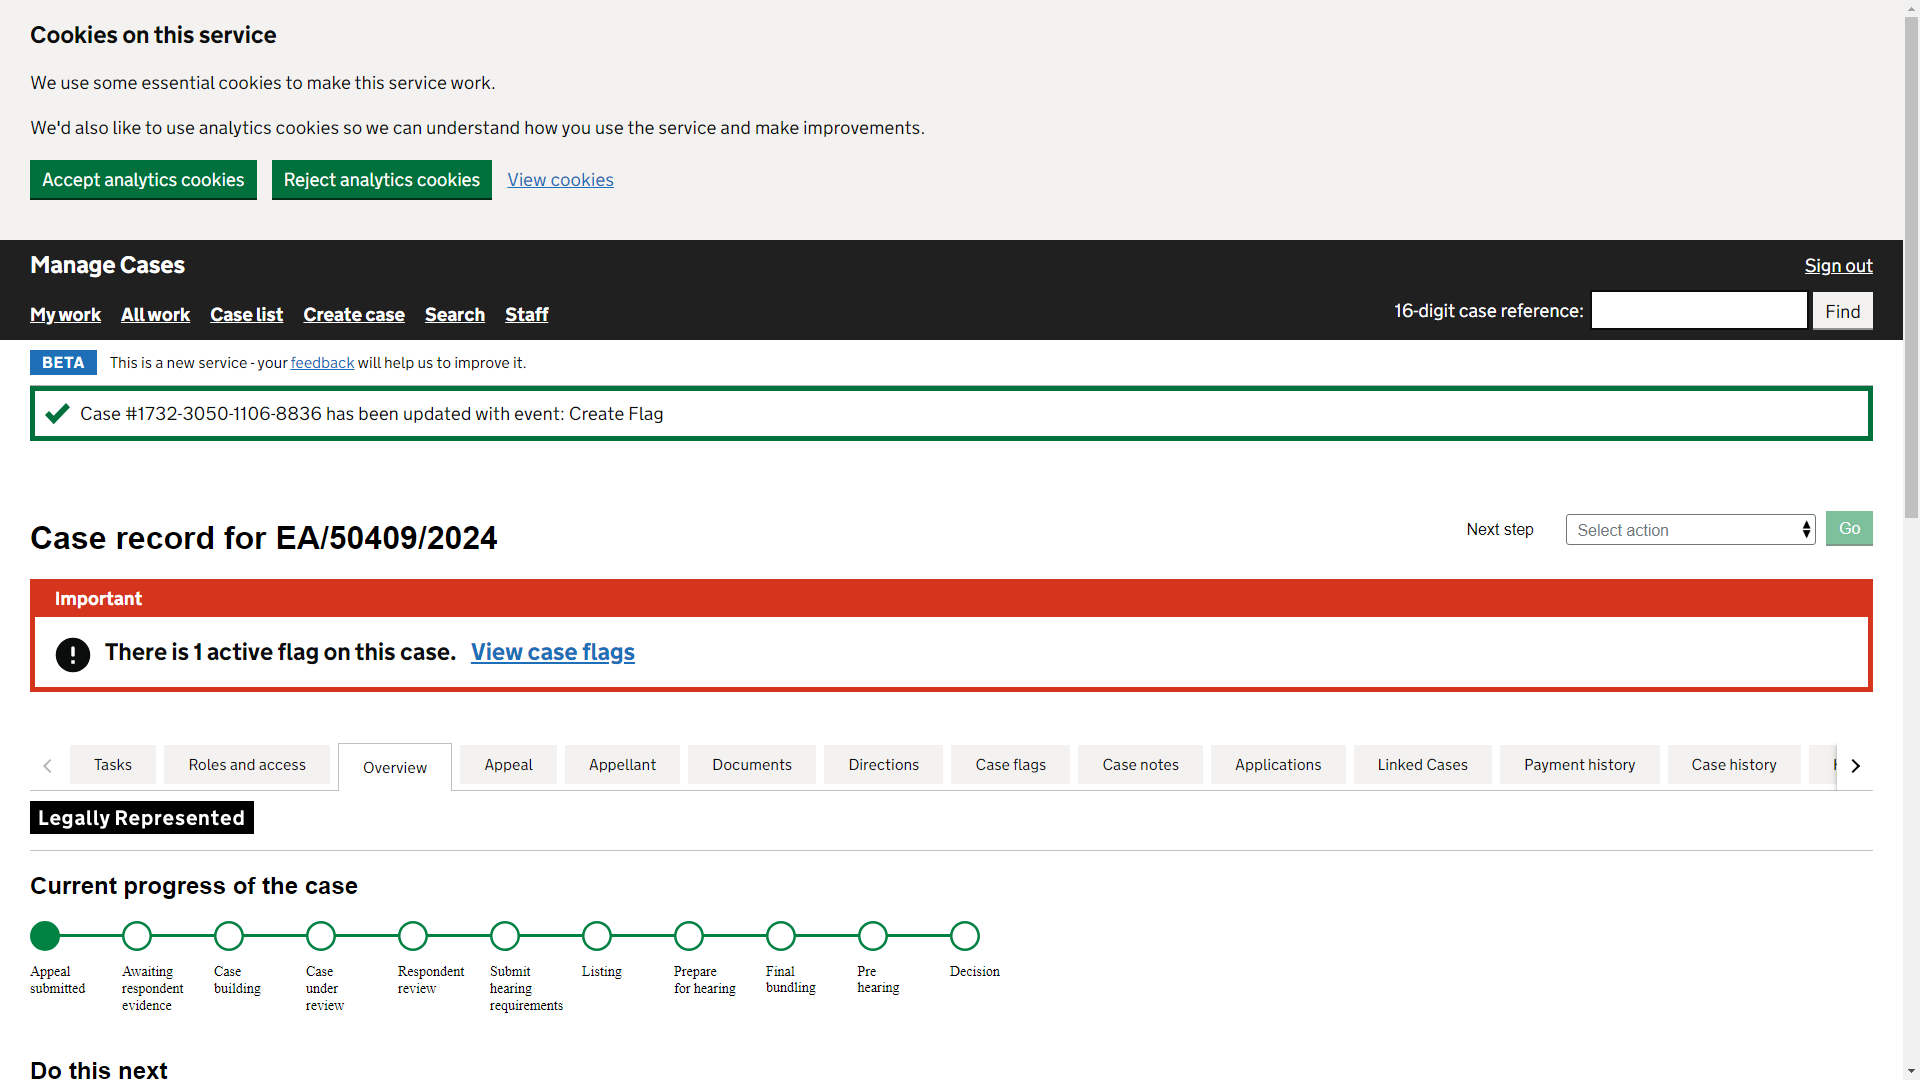 Cookies on this service
We use some essential cookies to make this service work.
We'd also like to use analytics cookies so we can understand how you use the service and make improvements.
Accept analytics cookies Reject analytics cookies View cookies
Manage Cases Sign out
My work All work Case list Create case Search Staff 16-digit case reference: Find
BETA This is a new service - your feedback will help us to improve it.
Case #1732-3050-1106-8836 has been updated with event: Create Flag
Case record for EA/50409/2024 Next step Select action Go
Important
There is 1 active flag on this case. View case flags
Tasks Roles and access Overview Appeal Appellant Documents Directions Case flags Case notes Applications Linked Cases Payment history Case history
Legally Represented
Current progress of the case
Appeal submitted
Awaiting respondent evidence
Case building
Case under review
Respondent review
Submit hearing requirements
Listing
Prepare for hearing
Final bundling
Pre hearing
Decision
Do this next